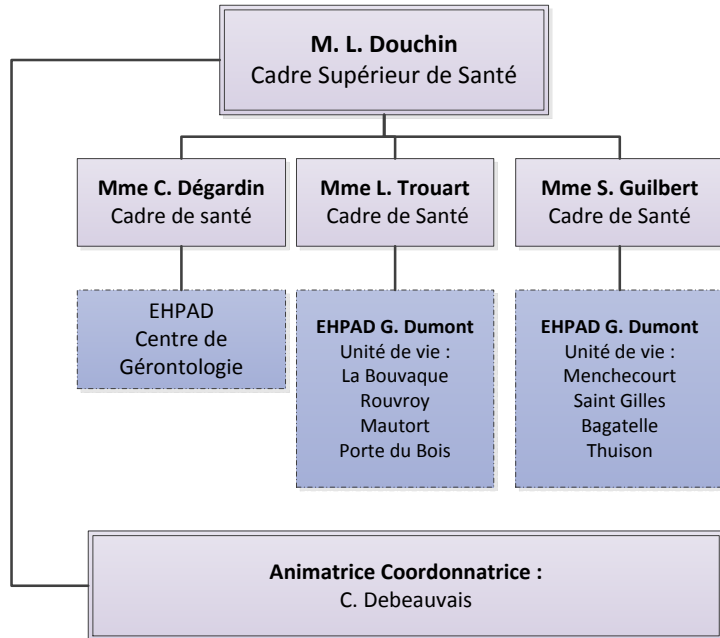 M. L. Douchin
Cadre Supérieur de Santé
Mme C. Dégardin
Cadre de santé
Mme L. Trouart
Cadre de Santé
Mme S. Guilbert
Cadre de Santé
EHPAD
Centre de
Gérontologie
EHPAD G. Dumont
Unité de vie :
La Bouvaque
Rouvroy
Mautort
Porte du Bois
EHPAD G. Dumont
Unité de vie :
Menchecourt
Saint Gilles
Bagatelle
Thuison
Animatrice Coordonnatrice :
C. Debeauvais